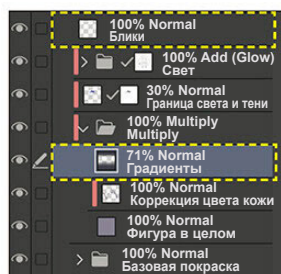 100% Normal
Блики
100% Add (Glow)
Свет
30% Normal
Граница света и тени
100% Multiply
Multiply
71% Normal
Градиенты
100% Normal
Коррекция цвета кожи
100% Normal
Фигура в целом
100% Normal
Базовая покраска